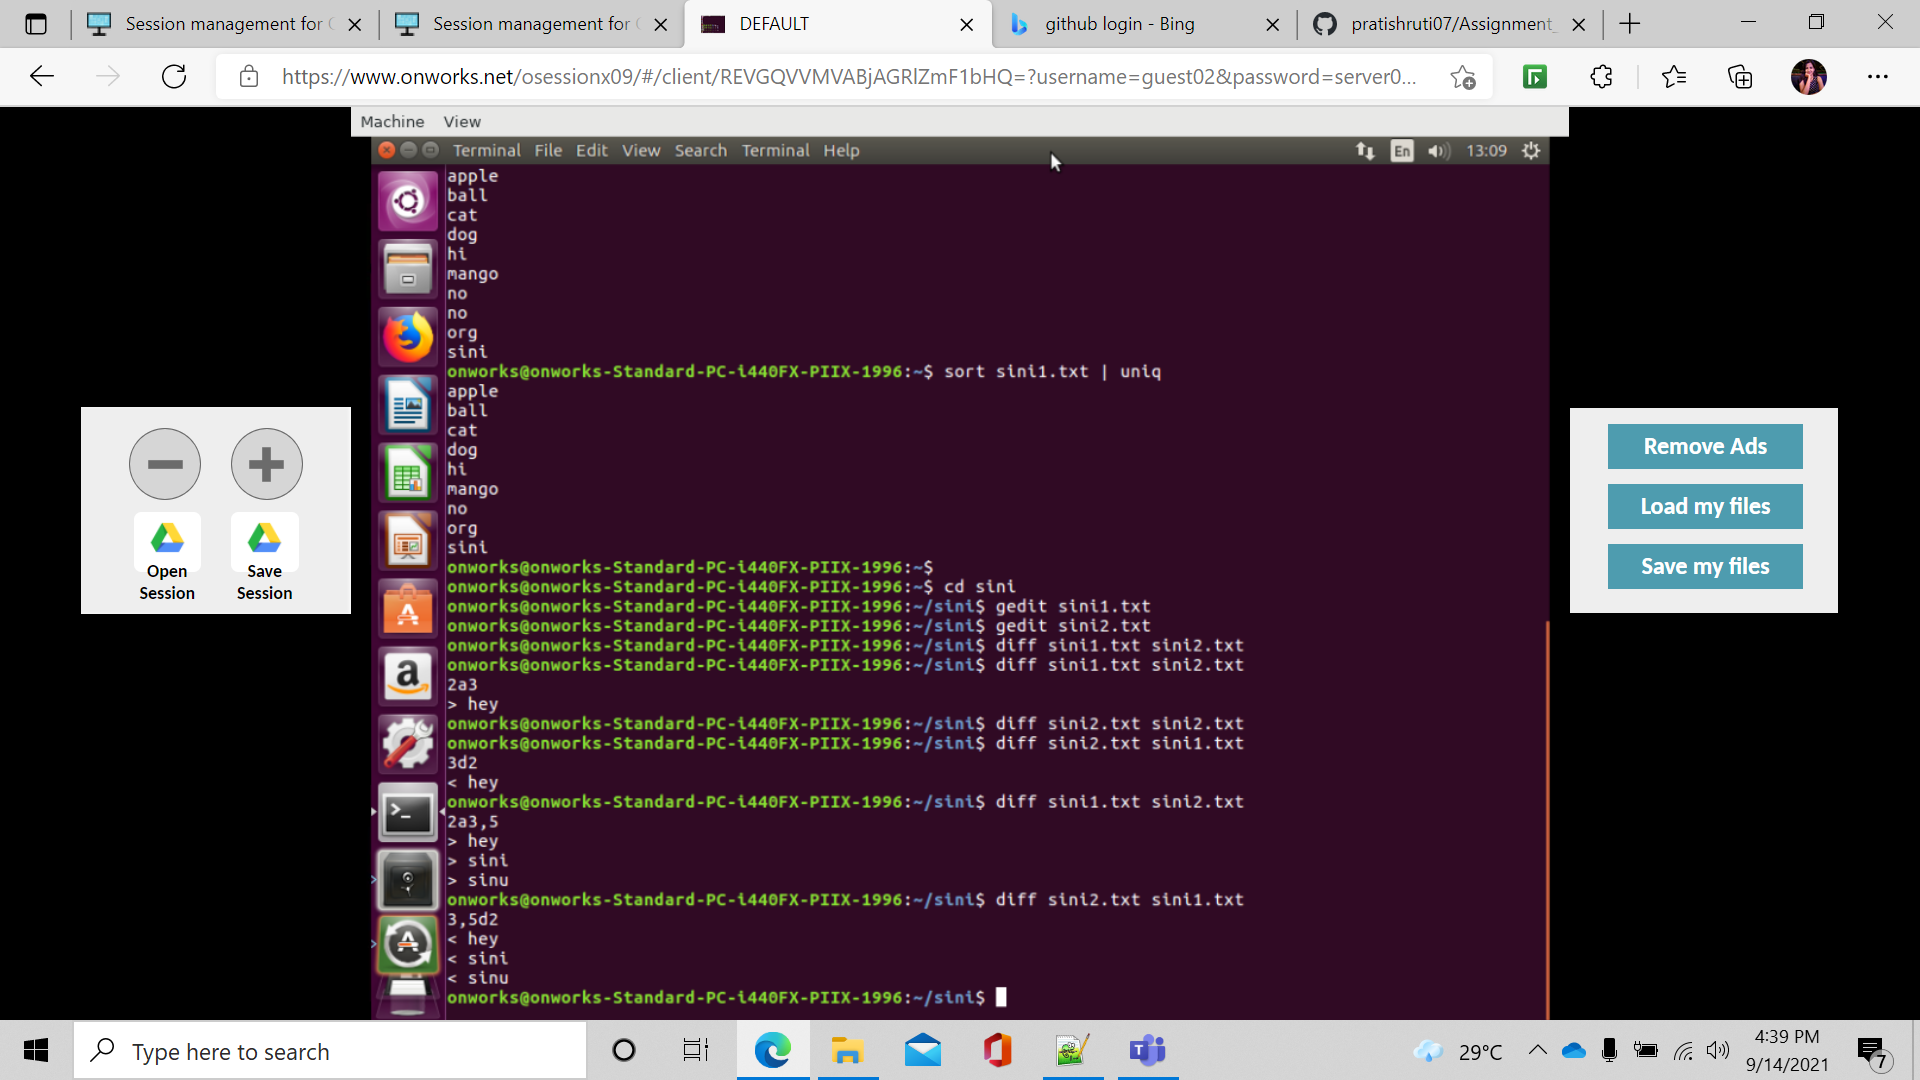 Session management for
Session management for
DEFAULT
github login - Bing
pratishruti07/Assignment_
https://www.onworks.net/osessionx09/#/client/REVGQVVMVABjAGRlZmF1bHQ=?username=guest02&password=server0...
Machine View
Terminal File Edit View Search Terminal Help
En 13:09
apple
ball
cat
dog
hi
mango
no
no
org
sini
onworks@onworks-Standard-PC-i440FX-PIIX-1996:~$ sort sini1.txt | uniq
apple
ball
cat
dog
hi
mango
no
org
sini
onworks@onworks-Standard-PC-i440FX-PIIX-1996:~$
onworks@onworks-Standard-PC-i440FX-PIIX-1996:~$ cd sini
onworks@onworks-Standard-PC-i440FX-PIIX-1996:~/sini$ gedit sini1.txt
onworks@onworks-Standard-PC-i440FX-PIIX-1996:~/sini$ gedit sini2.txt
onworks@onworks-Standard-PC-i440FX-PIIX-1996:~/sini$ diff sini1.txt sini2.txt
onworks@onworks-Standard-PC-i440FX-PIIX-1996:~/sini$ diff sini1.txt sini2.txt
2a3
> hey
onworks@onworks-Standard-PC-i440FX-PIIX-1996:~/sini$ diff sini2.txt sini2.txt
onworks@onworks-Standard-PC-i440FX-PIIX-1996:~/sini$ diff sini2.txt sini1.txt
3d2
< hey
onworks@onworks-Standard-PC-i440FX-PIIX-1996:~/sini$ diff sini1.txt sini2.txt
2a3,5
> hey
> sini
> sinu
onworks@onworks-Standard-PC-i440FX-PIIX-1996:~/sini$ diff sini2.txt sini1.txt
3,5d2
< hey
< sini
< sinu
onworks@onworks-Standard-PC-i440FX-PIIX-1996:~/sini$
Open Session
Save Session
Remove Ads
Load my files
Save my files
Type here to search
29°C
4:39 PM
9/14/2021
7